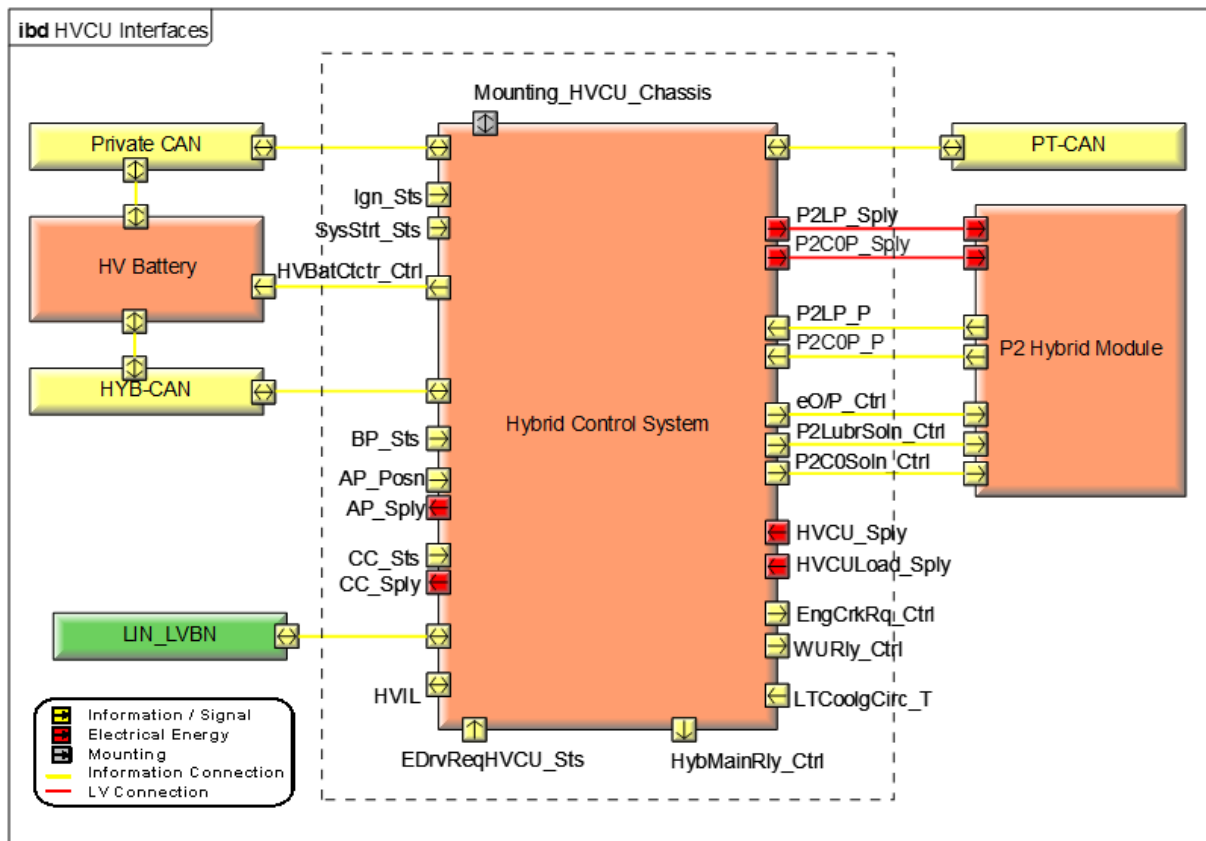 ibd HVCU Interfaces
Mounting_HVCU_Chassis
Private CAN
PT-CAN
Ign_Sts
SysStrt_Sts
HV Battery
HVBatCtctr_Ctrl
HYB-CAN
BP_Sts
AP_Posn
AP_Sply
CC_Sts
CC_Sply
LIN_LVBN
HVIL
Hybrid Control System
P2LP_Sply
P2C0P_Sply
P2LP_P
P2C0P_P
P2 Hybrid Module
eO/P_Ctrl
P2LubrSoln_Ctrl
P2C0Soln_Ctrl
HVCU_Sply
HVCULoad_Sply
EngCrkRq_Ctrl
WURly_Ctrl
LTCoolgCirc_T
EDrvReqHVCU_Sts
HybMainRly_Ctrl
Information / Signal
Electrical Energy
Mounting
Information Connection
LV Connection